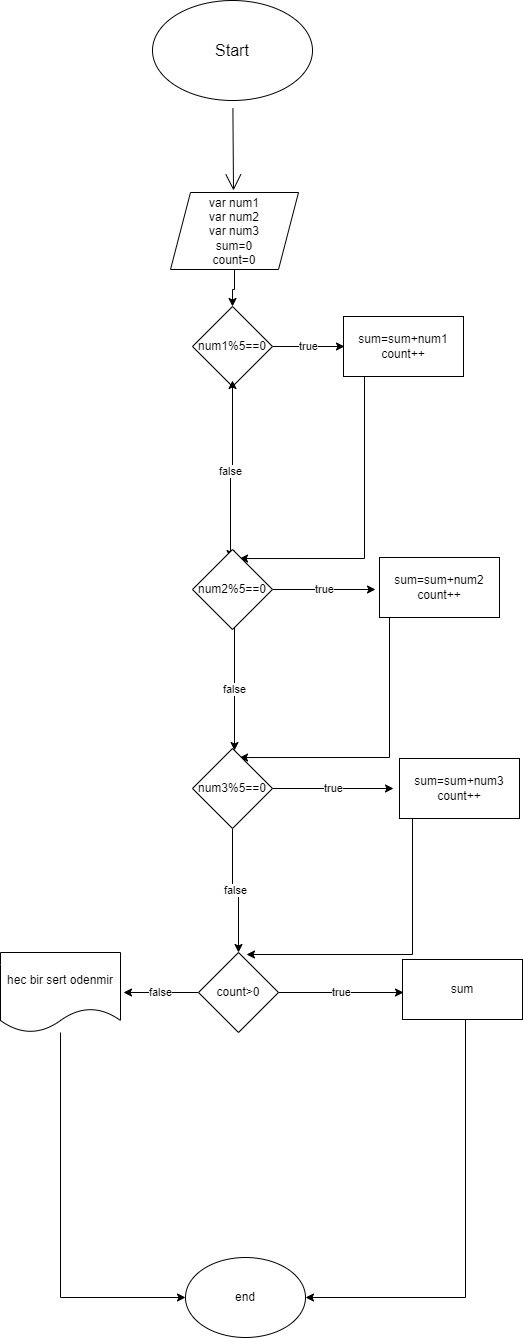 Start
var num1
var num2
var num3
sum=0
count=0
num1%5==0
true
sum=sum+num1
count++
false
num2%5==0
true
sum=sum+num2
count++
false
num3%5==0
true
sum=sum+num3
count++
false
hec bir sert odenmir
false
count>0
true
sum
end